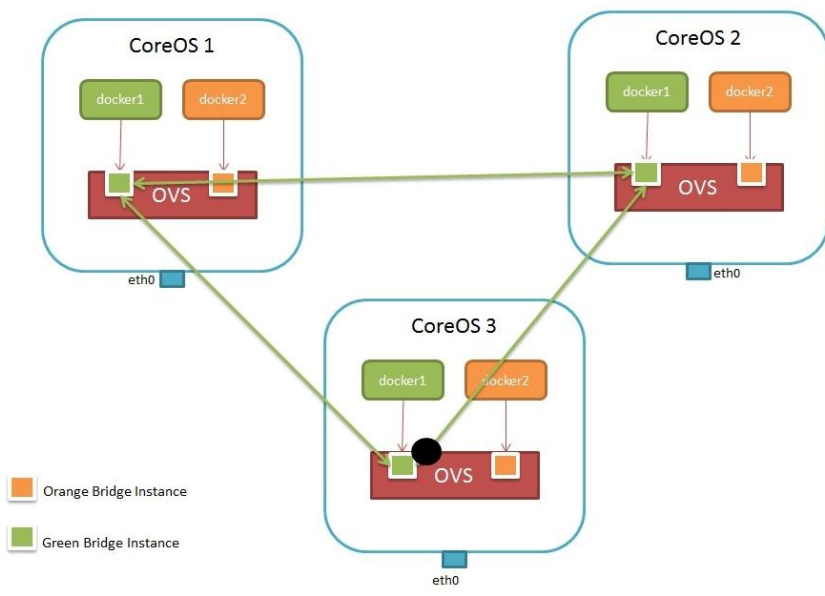 CoreOS 1
docker1
docker2
OVS
eth0
CoreOS 2
docker1
docker2
OVS
eth0
CoreOS 3
docker1
docker2
OVS
eth0
Orange Bridge Instance
Green Bridge Instance